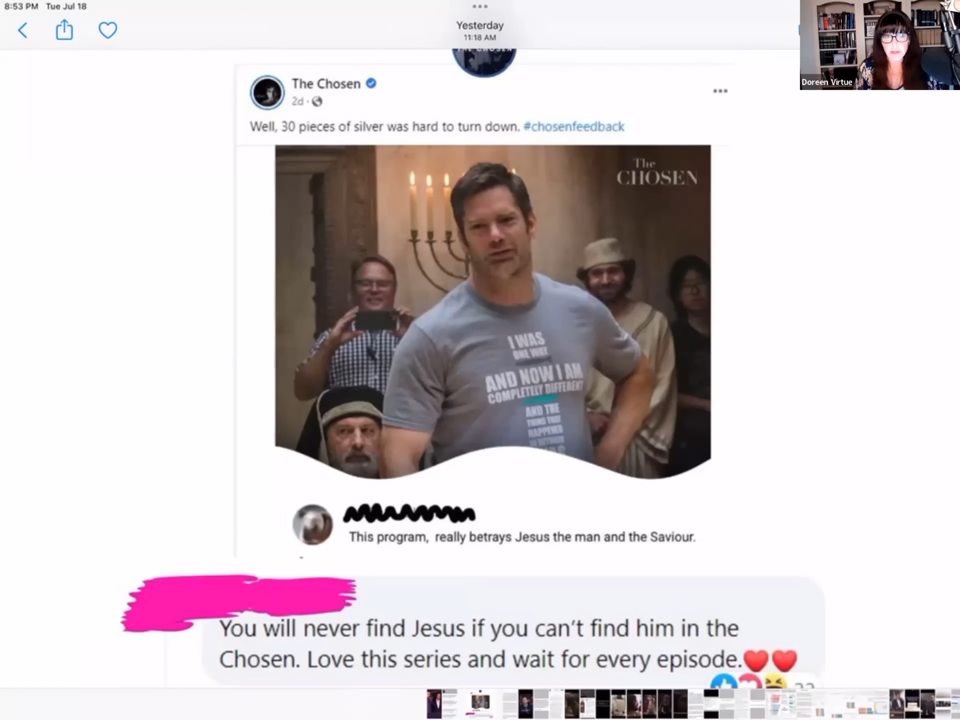 8:53 PM Tue Jul 18
Yesterday
11:18 AM
Doreen Virtue
The Chosen
2d
Well, 30 pieces of silver was hard to turn down. #chosenfeedback
The
CHOSEN
I WAS
ONE WAY
AND NOW I AM
COMPLETELY DIFFERENT
AND THE
THING THAT
HAPPENED
This program, really betrays Jesus the man and the Saviour.
You will never find Jesus if you can't find him in the
Chosen. Love this series and wait for every episode.